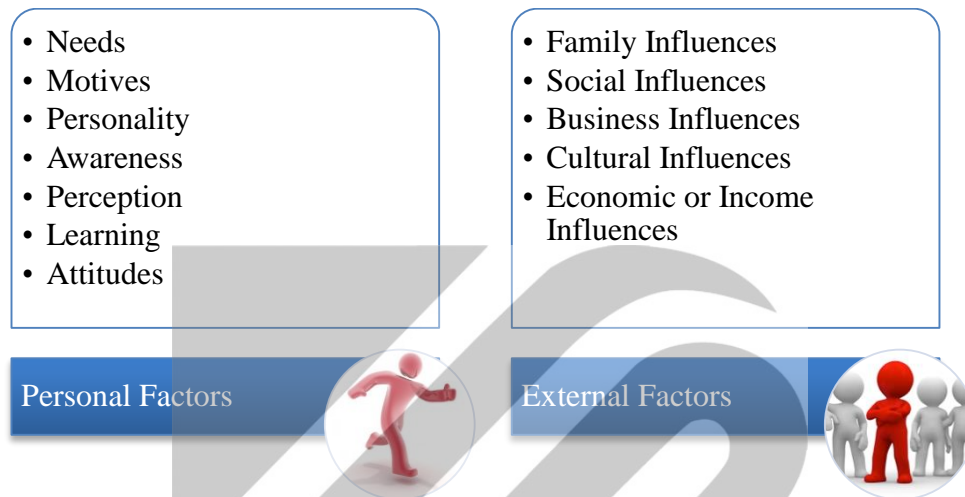 • Needs
• Motives
• Personality
• Awareness
• Perception
• Learning
• Attitudes
Personal Factors
• Family Influences
• Social Influences
• Business Influences
• Cultural Influences
• Economic or Income
Influences
External Factors